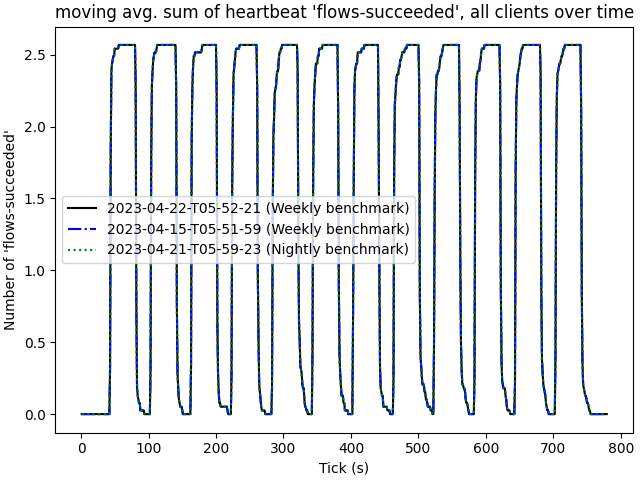 moving avg. sum of heartbeat 'flows-succeeded', all clients over time
Number of 'flows-succeeded'
2.5
2.0
1.5
1.0
0.5
0.0
2023-04-22-T05-52-21 (Weekly benchmark)
2023-04-15-T05-51-59 (Weekly benchmark)
2023-04-21-T05-59-23 (Nightly benchmark)
0 100 200 300 400 500 600 700 800
Tick (s)